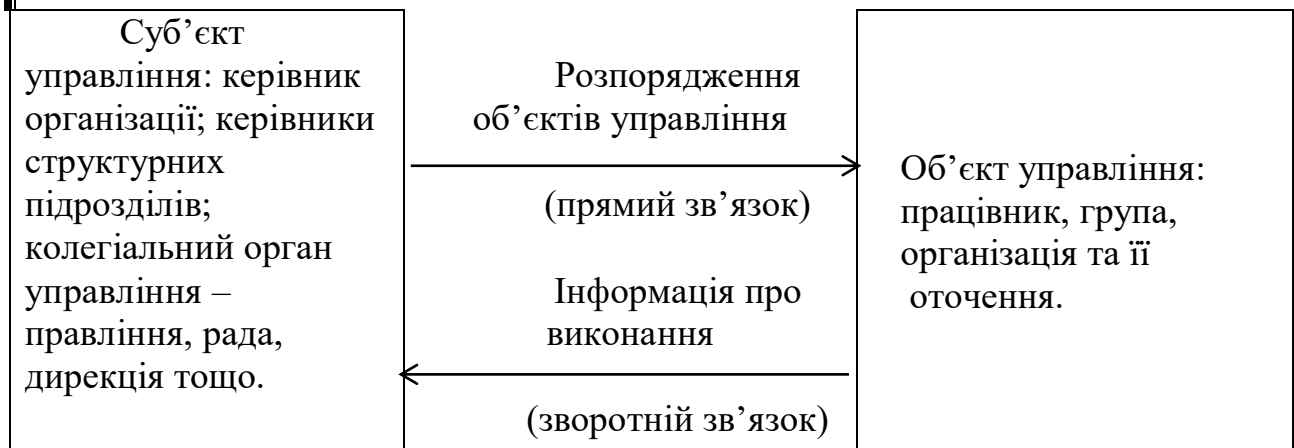 Суб’єкт
управління: керівник
організації; керівники
структурних
підрозділів;
колегіальний орган
управління –
правління, рада,
дирекція тощо.
Розпорядження
об’єктів управління
(прямий зв’язок)
Інформація про
виконання
(зворотній зв’язок)
Об’єкт управління:
працівник, група,
організація та її
оточення.